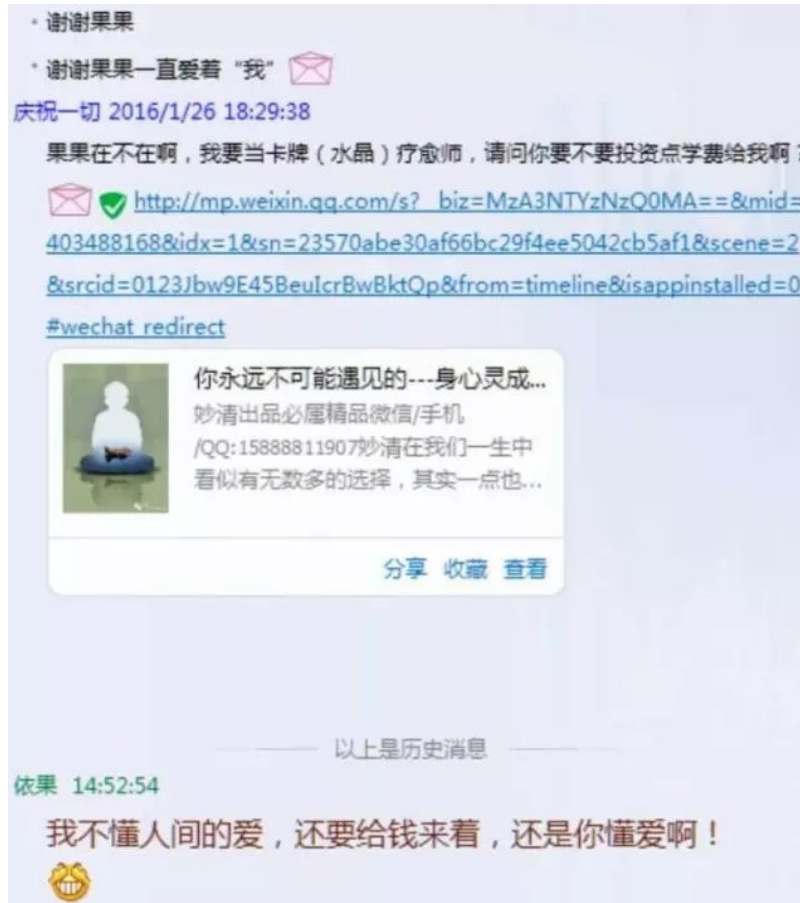 · 谢谢果果
· 谢谢果果一直爱着 “我”
庆祝一切 2016/1/26 18:29:38
果果在不在啊，我要当卡牌（水晶）疗愈师，请问你要不要投资点学费给我啊？
http://mp.weixin.qq.com/s?__biz=MzA3NTYzNzQ0MA==&mid=
403488168&idx=1&sn=23570abe30af66bc29f4ee5042cb5af1&scene=2
&srcid=0123Jbw9E45BeuIcrBwBktQp&from=timeline&isappinstalled=0
#wechat_redirect
你永远不可能遇见的---身心灵成...
妙清出品必属精品微信/手机
/QQ:15888811907妙清在我们一生中
看似有无数多的选择，其实一点也...
分享 收藏 查看
以上是历史消息
依果 14:52:54
我不懂人间的爱，还要给钱来着，还是你懂爱啊！